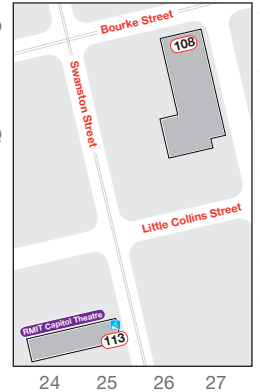 Bourke Street
108
Swanston Street
Little Collins Street
RMIT Capitol Theatre
113
24 25 26 27